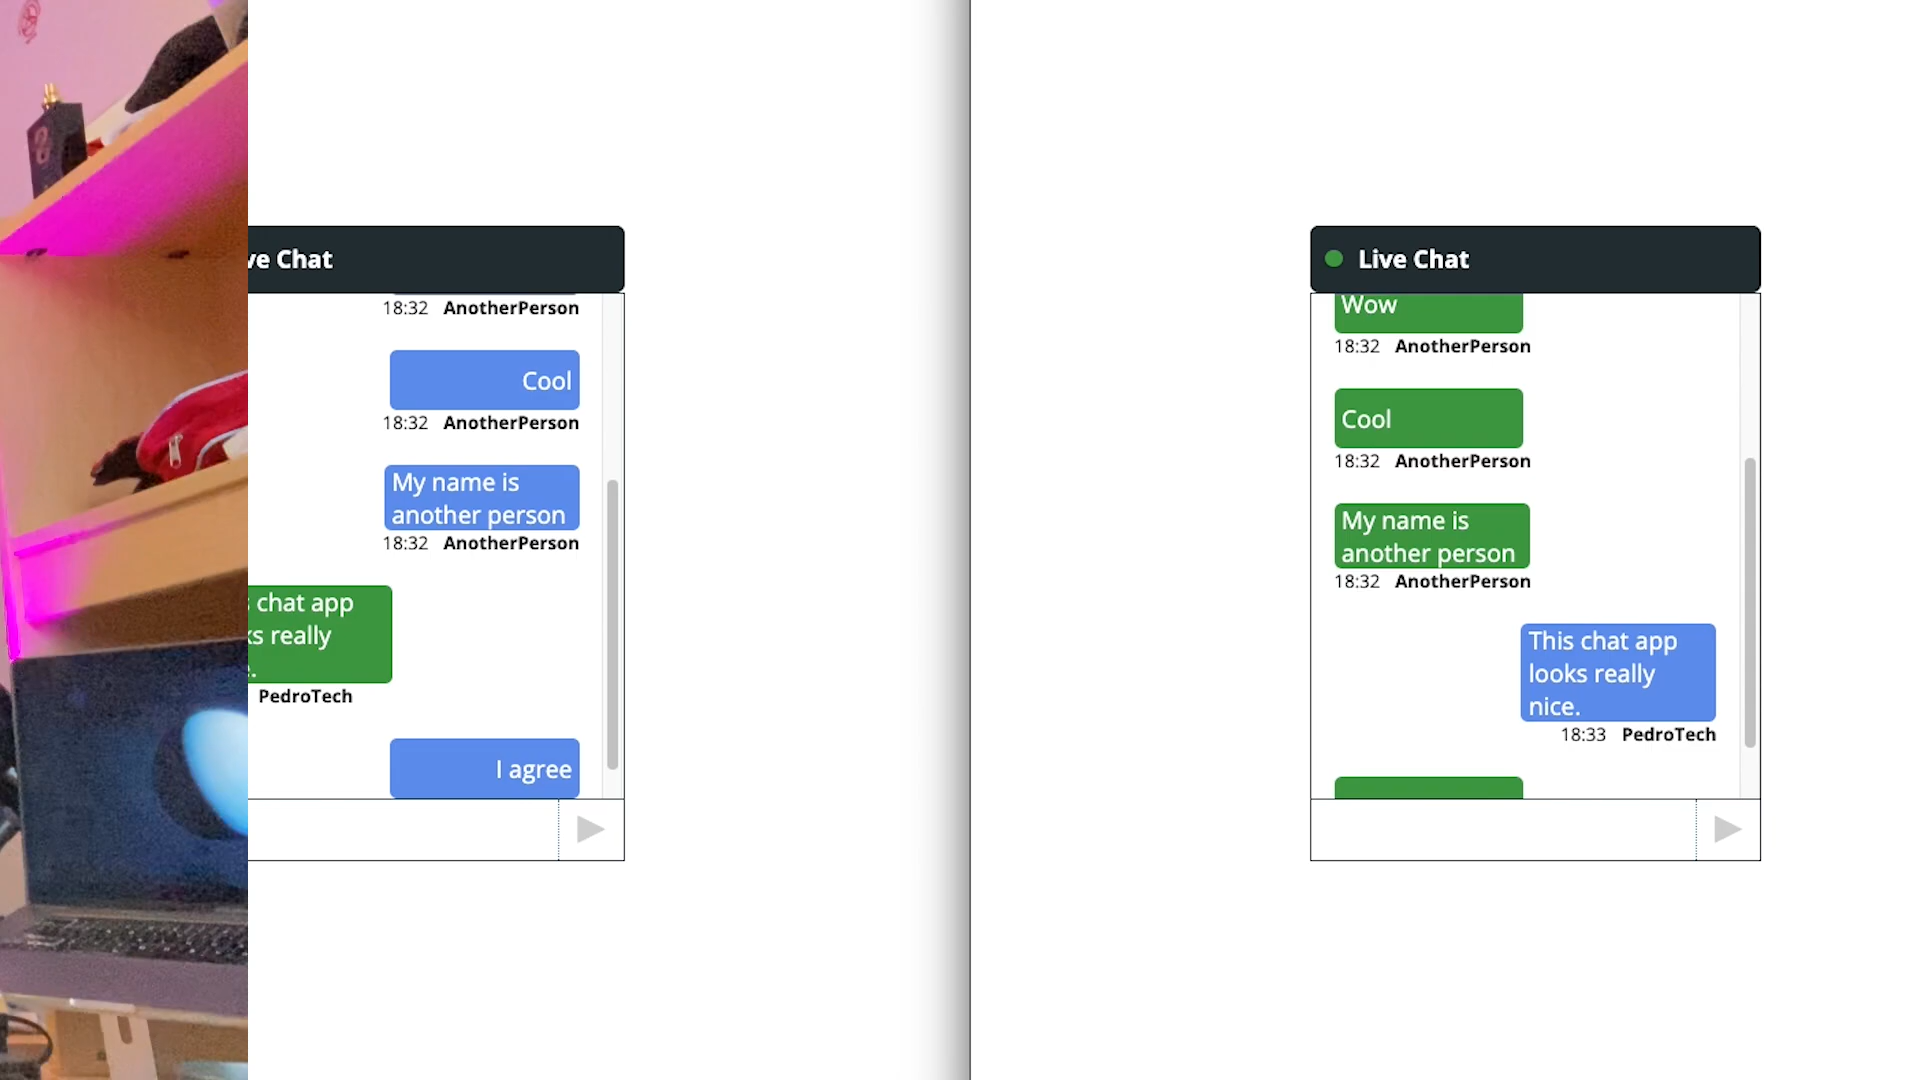 ve Chat
18:32 AnotherPerson
Cool
18:32 AnotherPerson
My name is
another person
18:32 AnotherPerson
chat app
ks really
PedroTech
I agree
Live Chat
Wow
18:32 AnotherPerson
Cool
18:32 AnotherPerson
My name is
another person
18:32 AnotherPerson
This chat app
looks really
nice.
18:33 PedroTech